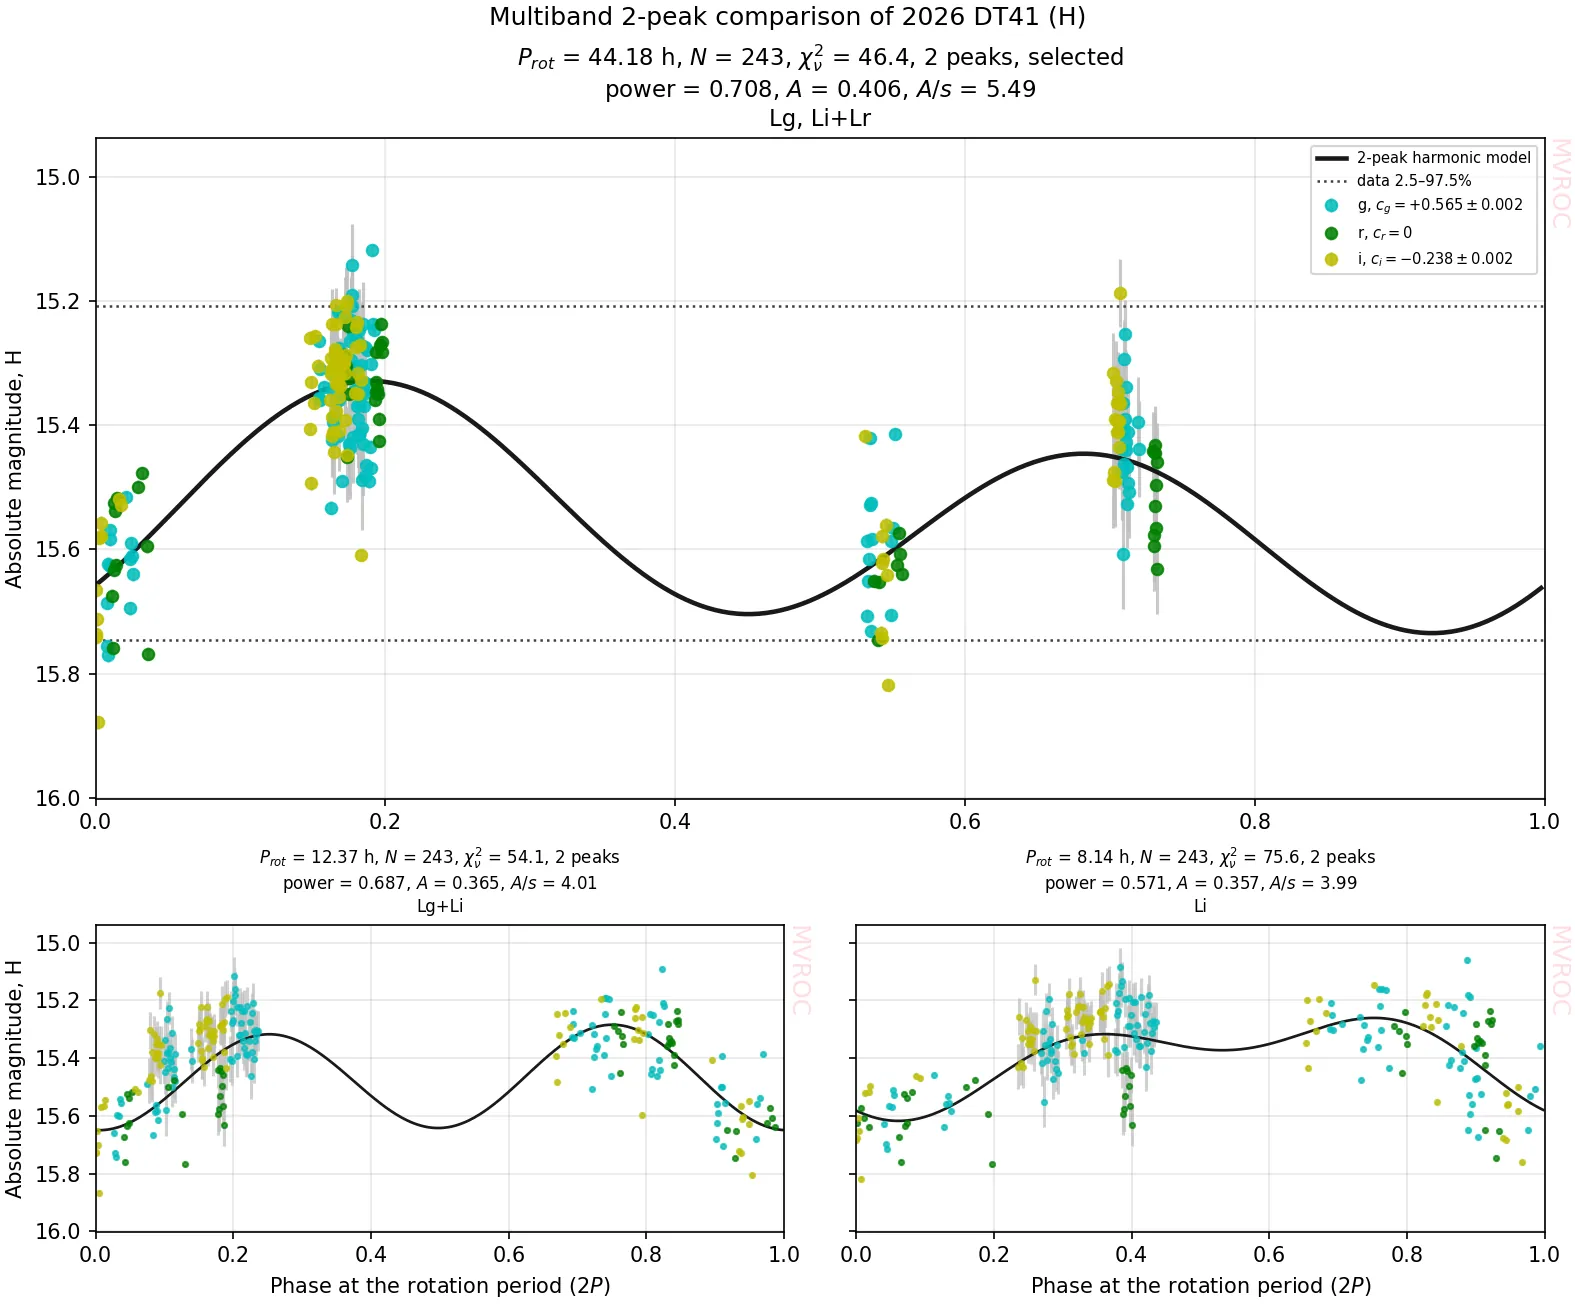 Multiband 2-peak comparison of 2026 DT41 (H)
P_rot = 44.18 h, N = 243, χ²_ν = 46.4, 2 peaks, selected
power = 0.708, A = 0.406, A/s = 5.49
Lg, Li+Lr
2-peak harmonic model
data 2.5–97.5%
g, c_g = +0.565 ± 0.002
r, c_r = 0
i, c_i = −0.238 ± 0.002
MVROC
Absolute magnitude, H
15.0
15.2
15.4
15.6
15.8
16.0
0.0 0.2 0.4 0.6 0.8 1.0
P_rot = 12.37 h, N = 243, χ²_ν = 54.1, 2 peaks
power = 0.687, A = 0.365, A/s = 4.01
Lg+Li
MVROC
Absolute magnitude, H
15.0
15.2
15.4
15.6
15.8
16.0
0.0 0.2 0.4 0.6 0.8 1.0
Phase at the rotation period (2P)
P_rot = 8.14 h, N = 243, χ²_ν = 75.6, 2 peaks
power = 0.571, A = 0.357, A/s = 3.99
Li
MVROC
0.0 0.2 0.4 0.6 0.8 1.0
Phase at the rotation period (2P)